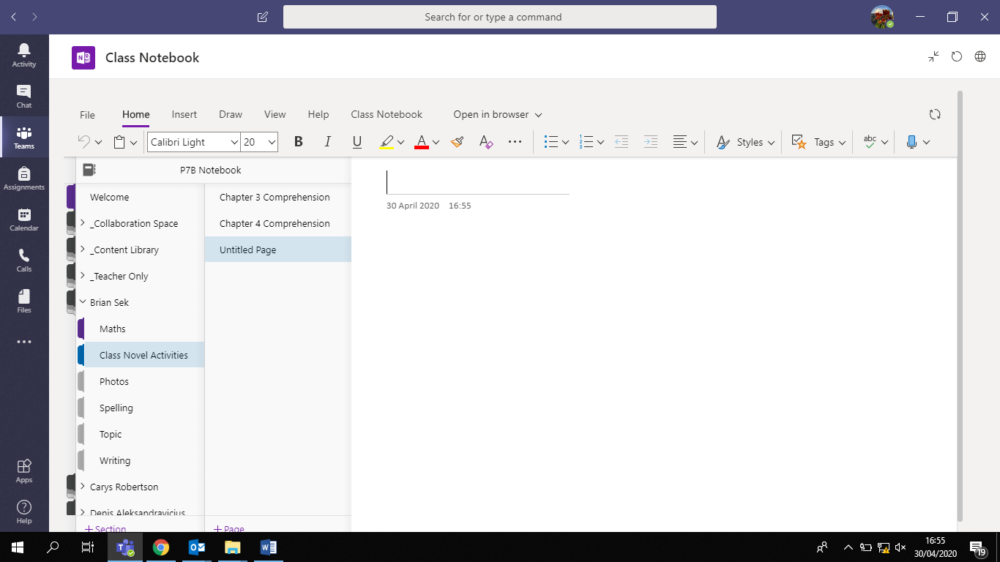 Search for or type a command
Activity
Chat
Teams
Assignments
Calendar
Calls
Files
Apps
Help
Class Notebook
File Home Insert Draw View Help Class Notebook Open in browser
Calibri Light 20 B I U A A Styles Tags abc
P7B Notebook
Welcome
_Collaboration Space
_Content Library
_Teacher Only
Brian Sek
Maths
Class Novel Activities
Photos
Spelling
Topic
Writing
Carys Robertson
Denis Aleksandravicius
+ Section
Chapter 3 Comprehension
Chapter 4 Comprehension
Untitled Page
+ Page
30 April 2020 16:55
16:55
30/04/2020
19